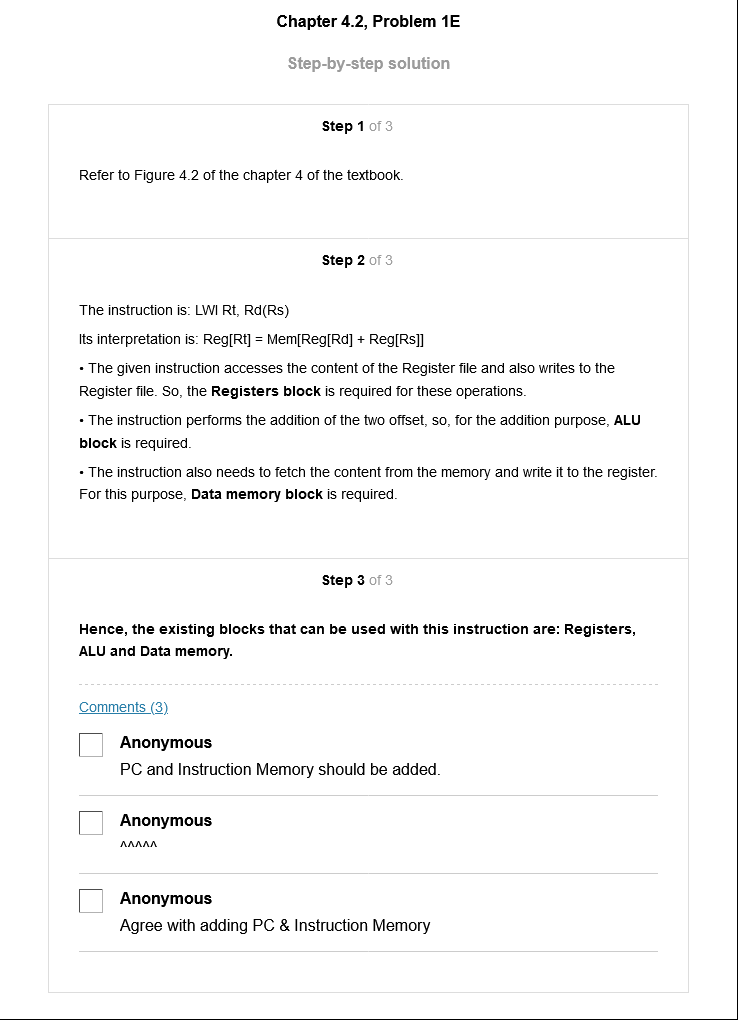 Chapter 4.2, Problem 1E
Step-by-step solution
Step 1 of 3
Refer to Figure 4.2 of the chapter 4 of the textbook.
Step 2 of 3
The instruction is: LWI Rt, Rd(Rs)
Its interpretation is: Reg[Rt] = Mem[Reg[Rd] + Reg[Rs]]
• The given instruction accesses the content of the Register file and also writes to the
Register file. So, the Registers block is required for these operations.
• The instruction performs the addition of the two offset, so, for the addition purpose, ALU
block is required.
• The instruction also needs to fetch the content from the memory and write it to the register.
For this purpose, Data memory block is required.
Step 3 of 3
Hence, the existing blocks that can be used with this instruction are: Registers,
ALU and Data memory.
Comments (3)
Anonymous
PC and Instruction Memory should be added.
Anonymous
^^^^^
Anonymous
Agree with adding PC & Instruction Memory